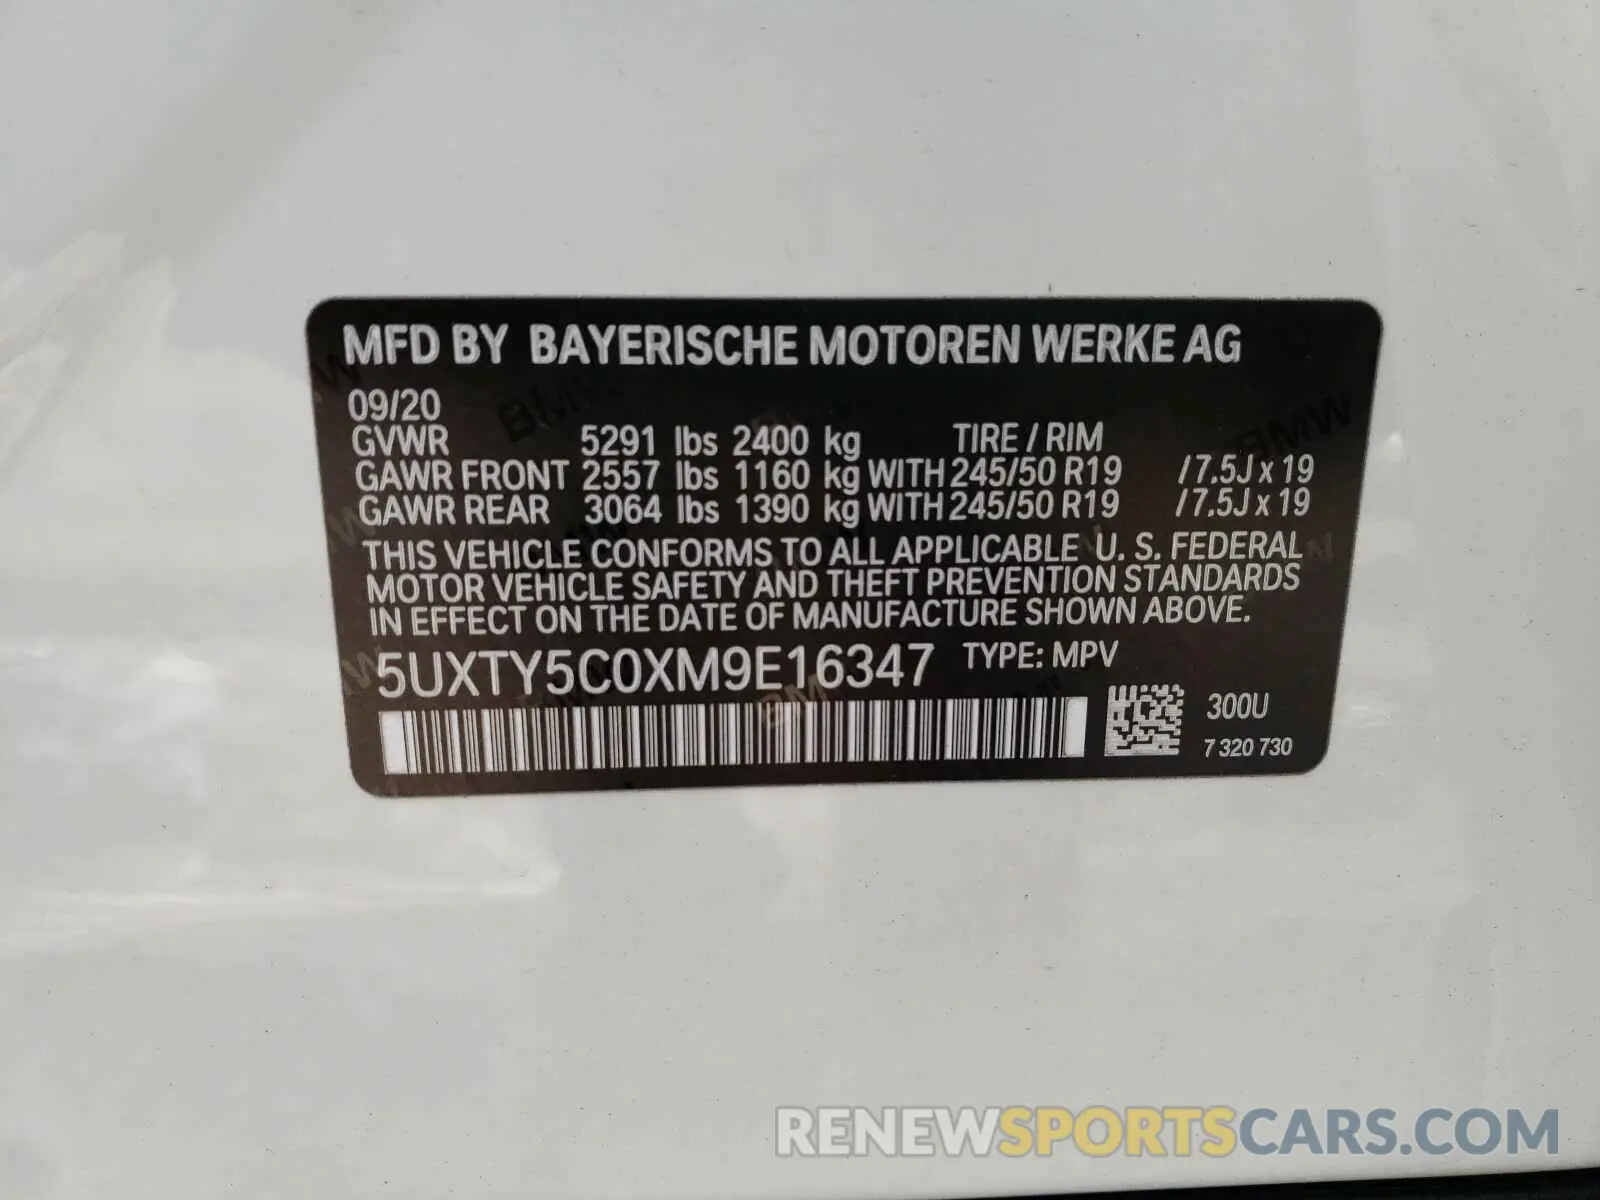 MFD BY BAYERISCHE MOTOREN WERKE AG
09/20
GVWR 5291 lbs 2400 kg TIRE / RIM
GAWR FRONT 2557 lbs 1160 kg WITH 245/50 R19 /7.5J x 19
GAWR REAR 3064 lbs 1390 kg WITH 245/50 R19 /7.5J x 19
THIS VEHICLE CONFORMS TO ALL APPLICABLE U. S. FEDERAL
MOTOR VEHICLE SAFETY AND THEFT PREVENTION STANDARDS
IN EFFECT ON THE DATE OF MANUFACTURE SHOWN ABOVE.
5UXTY5C0XM9E16347 TYPE: MPV
300U
7 320 730
RENEWSPORTSCARS.COM